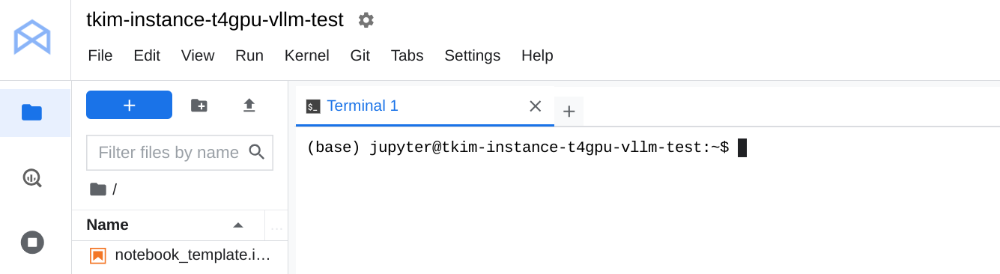 tkim-instance-t4gpu-vllm-test
File Edit View Run Kernel Git Tabs Settings Help
Terminal 1
(base) jupyter@tkim-instance-t4gpu-vllm-test:~$
Filter files by name
/
Name
...
notebook_template.i...